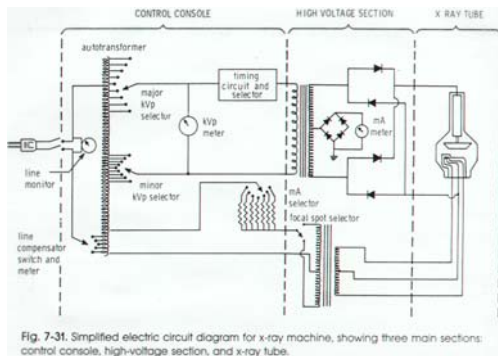 CONTROL CONSOLE
HIGH VOLTAGE SECTION
X RAY TUBE
autotransformer
major
kVp
selector
timing
circuit and
selector
kVp
meter
mA
meter
line
monitor
minor
kVp selector
mA
selector
focal spot selector
line
compensator
switch and
meter
Fig. 7-31. Simplified electric circuit diagram for x-ray machine, showing three main sections:
control console, high-voltage section, and x-ray tube.